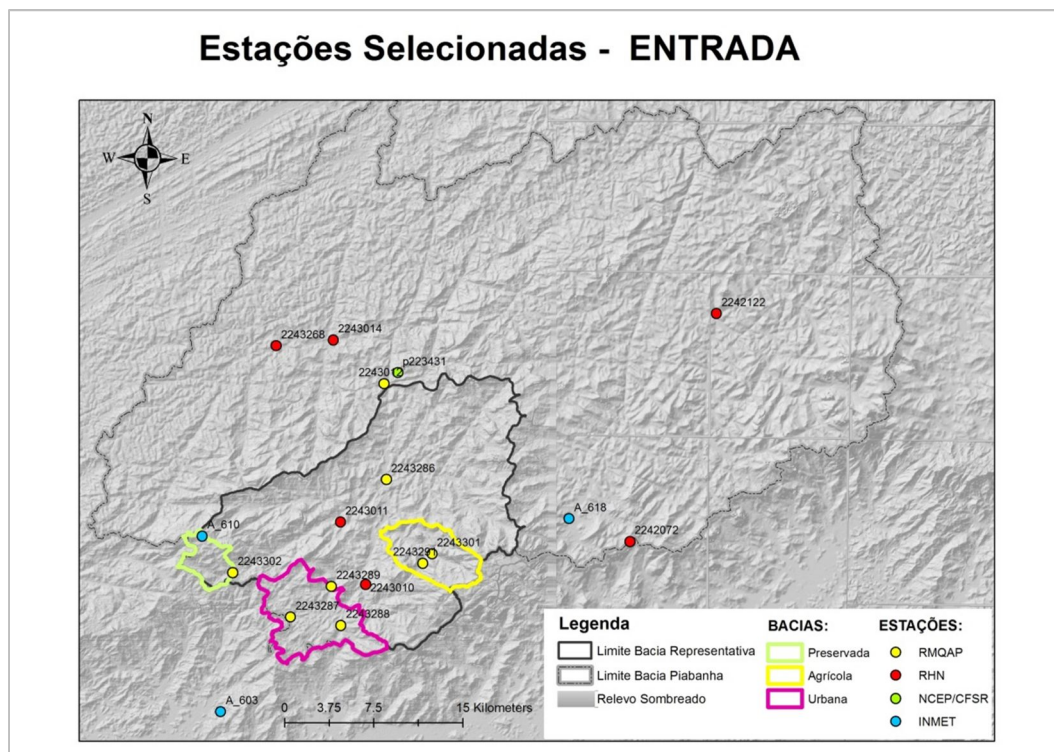 Estações Selecionadas - ENTRADA
N
W E
S
2242122
2243268
2243014
p223431
2243012
2243286
A_618
2243011
A_610
2242072
2243301
2243291
2243302
2243289
2243010
2243287
2243288
A_603
0 3.75 7.5 15 Kilometers
Legenda
Limite Bacia Representativa
Limite Bacia Piabanha
Relevo Sombreado
BACIAS:
Preservada
Agrícola
Urbana
ESTAÇÕES:
RMQAP
RHN
NCEP/CFSR
INMET